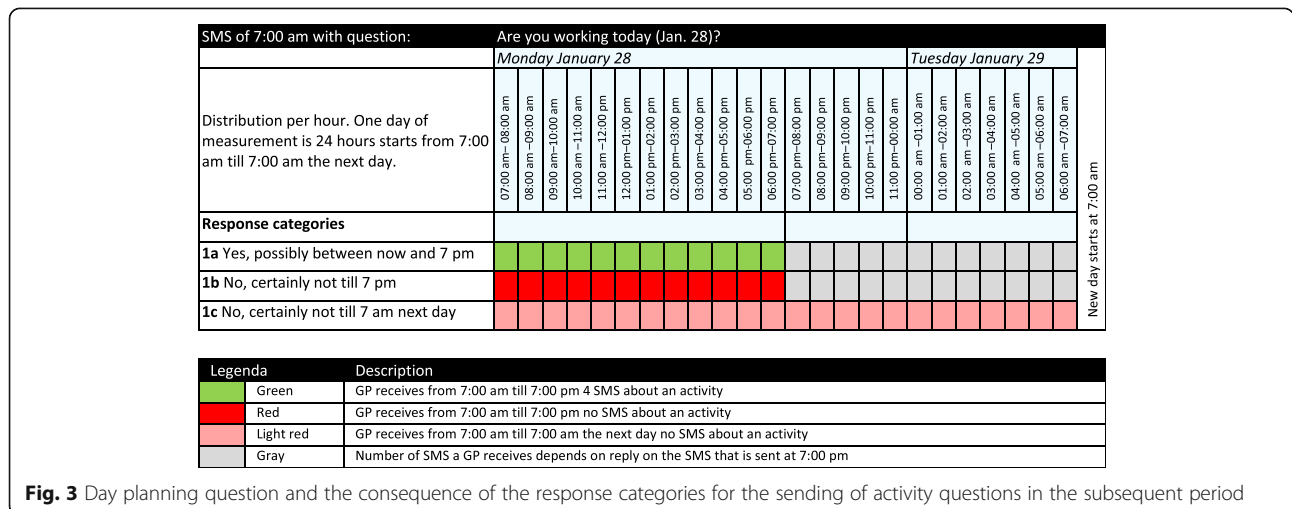 SMS of 7:00 am with question: Are you working today (Jan. 28)?
Monday January 28 Tuesday January 29
Distribution per hour. One day of
measurement is 24 hours starts from 7:00
am till 7:00 am the next day.
07:00 am– 08:00 am
08:00 am –09:00 am
09:00 am–10:00 am
10:00 am –11:00 am
11:00 am –12:00 pm
12:00 pm–01:00 pm
01:00 pm–02:00 pm
02:00 pm–03:00 pm
03:00 pm–04:00 pm
04:00 pm–05:00 pm
05:00 pm-06:00 pm
06:00 pm–07:00 pm
07:00 pm–08:00 pm
08:00 pm–09:00 pm
09:00 pm–10:00 pm
10:00 pm–11:00 pm
11:00 pm–00:00 am
00:00 am –01:00 am
01:00 am –02:00 am
02:00 am –03:00 am
03:00 am –04:00 am
04:00 am –05:00 am
05:00 am –06:00 am
06:00 am –07:00 am
New day starts at 7:00 am
Response categories
1a Yes, possibly between now and 7 pm
1b No, certainly not till 7 pm
1c No, certainly not till 7 am next day
Legenda Description
Green GP receives from 7:00 am till 7:00 pm 4 SMS about an activity
Red GP receives from 7:00 am till 7:00 pm no SMS about an activity
Light red GP receives from 7:00 am till 7:00 am the next day no SMS about an activity
Gray Number of SMS a GP receives depends on reply on the SMS that is sent at 7:00 pm
Fig. 3 Day planning question and the consequence of the response categories for the sending of activity questions in the subsequent period